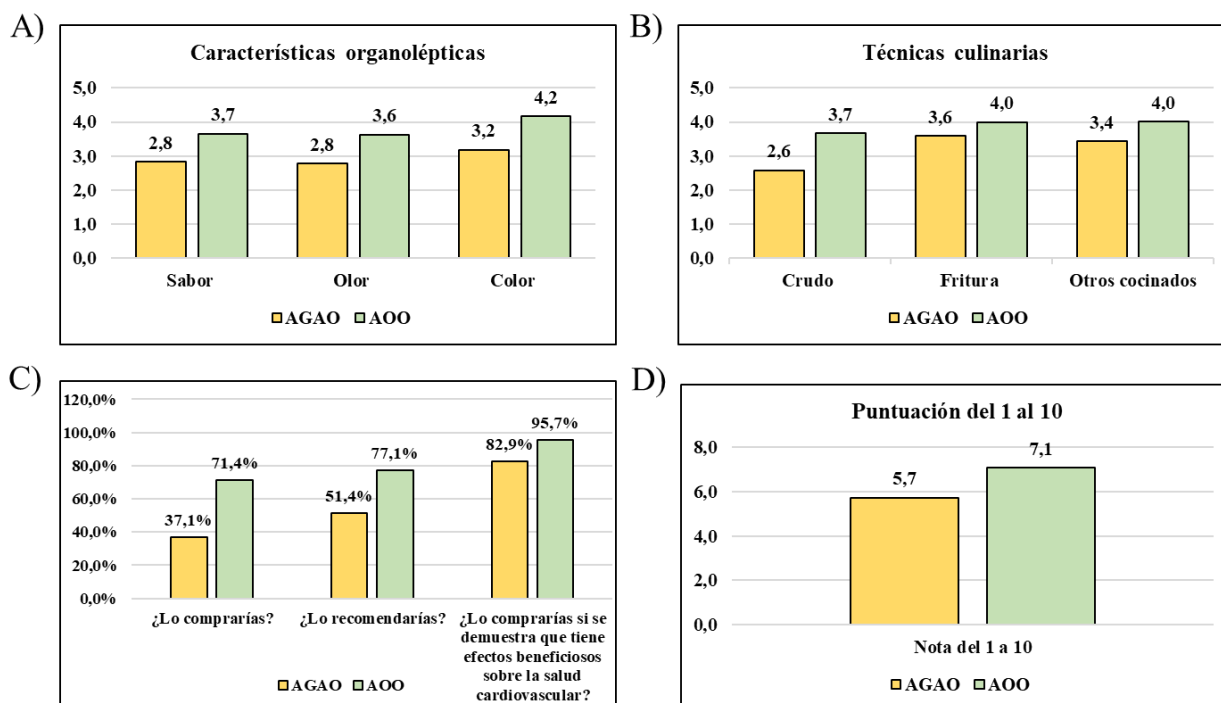 A)
Características organolépticas
5,0
4,0
3,0
2,0
1,0
0,0
2,8
3,7
2,8
3,6
3,2
4,2
Sabor
Olor
Color
AGAO
AOO
B)
Técnicas culinarias
5,0
4,0
3,0
2,0
1,0
0,0
2,6
3,7
3,6
4,0
3,4
4,0
Crudo
Fritura
Otros cocinados
AGAO
AOO
C)
120,0%
100,0%
80,0%
60,0%
40,0%
20,0%
0,0%
37,1%
71,4%
51,4%
77,1%
82,9%
95,7%
¿Lo comprarías?
¿Lo recomendarías?
¿Lo comprarías si se
demuestra que tiene
efectos beneficiosos
sobre la salud
cardiovascular?
AGAO
AOO
D)
Puntuación del 1 al 10
8,0
6,0
4,0
2,0
0,0
5,7
7,1
Nota del 1 a 10
AGAO
AOO